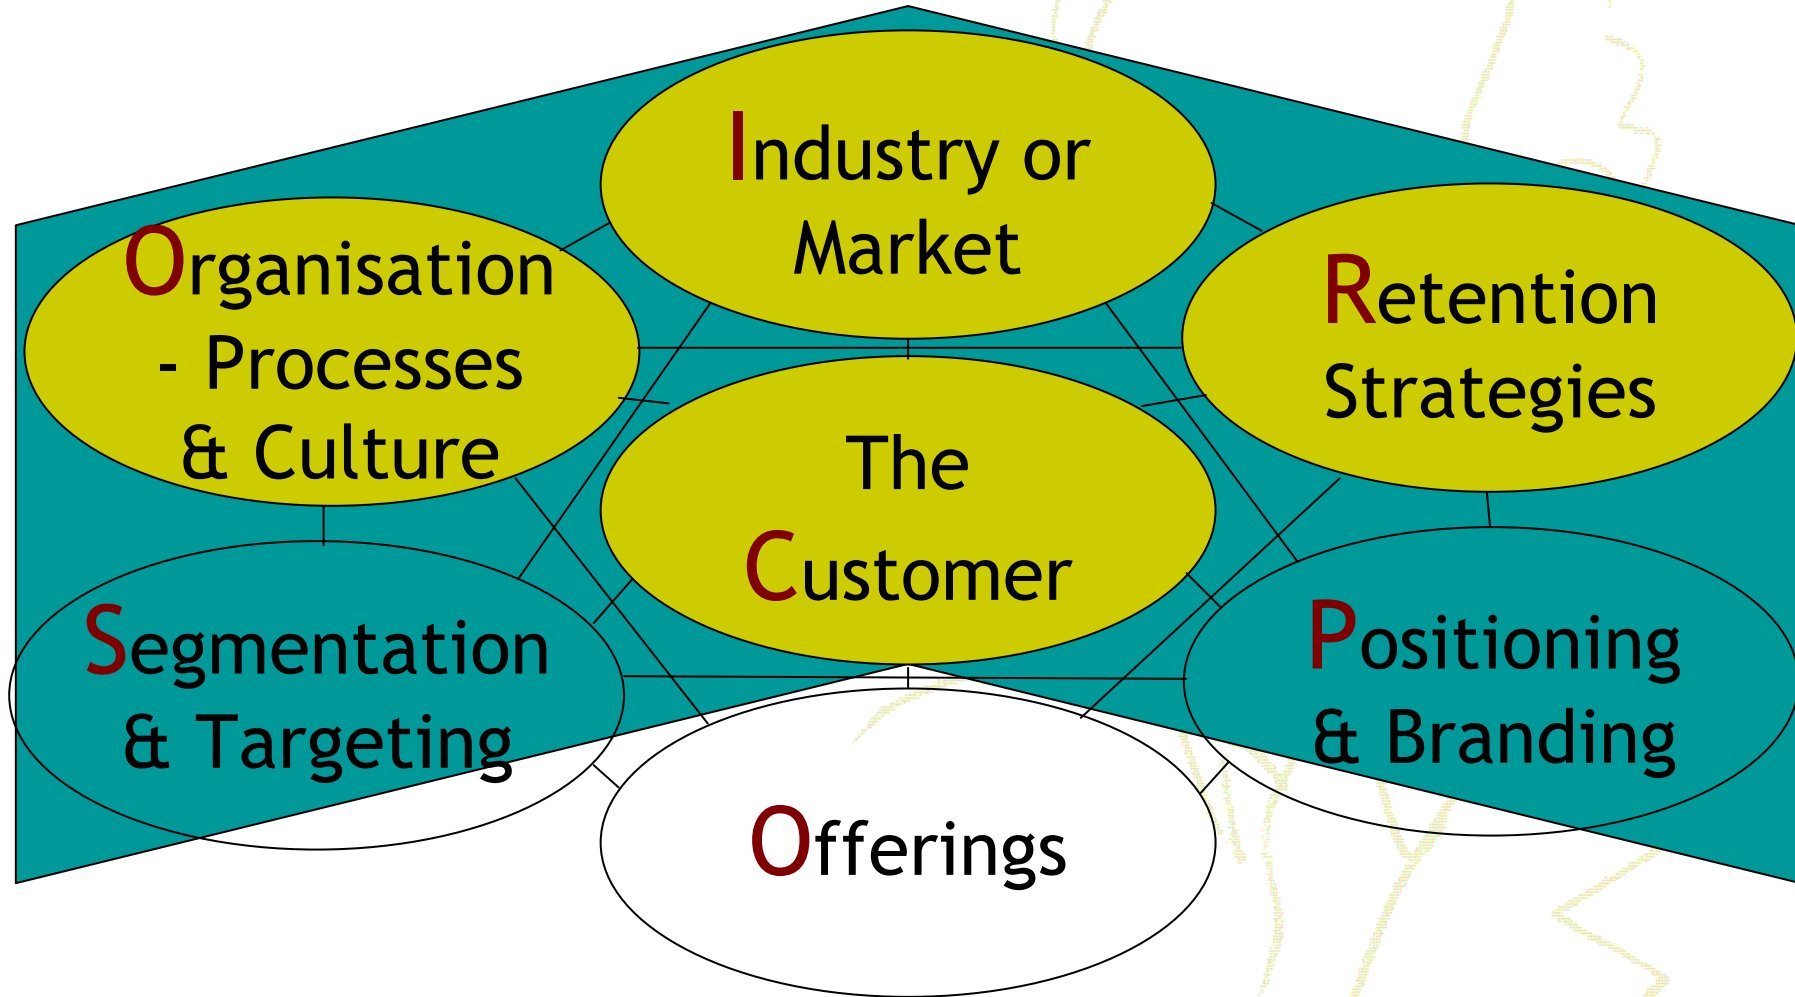 Industry or
Market
Organisation
- Processes
& Culture
Retention
Strategies
The
Customer
Segmentation
& Targeting
Positioning
& Branding
Offerings